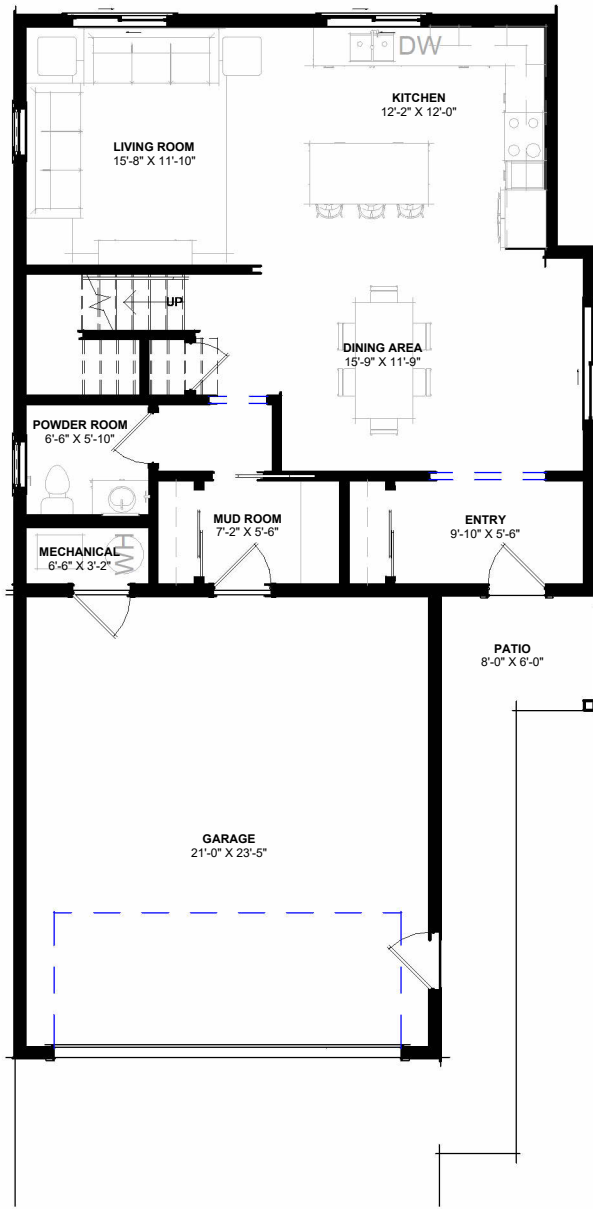 DW
KITCHEN
12'-2" X 12'-0"
LIVING ROOM
15'-8" X 11'-10"
UP
DINING AREA
15'-9" X 11'-9"
POWDER ROOM
6'-6" X 5'-10"
MUD ROOM
7'-2" X 5'-6"
ENTRY
9'-10" X 5'-6"
MECHANICAL
6'-6" X 3'-2"
HW
PATIO
8'-0" X 6'-0"
GARAGE
21'-0" X 23'-5"